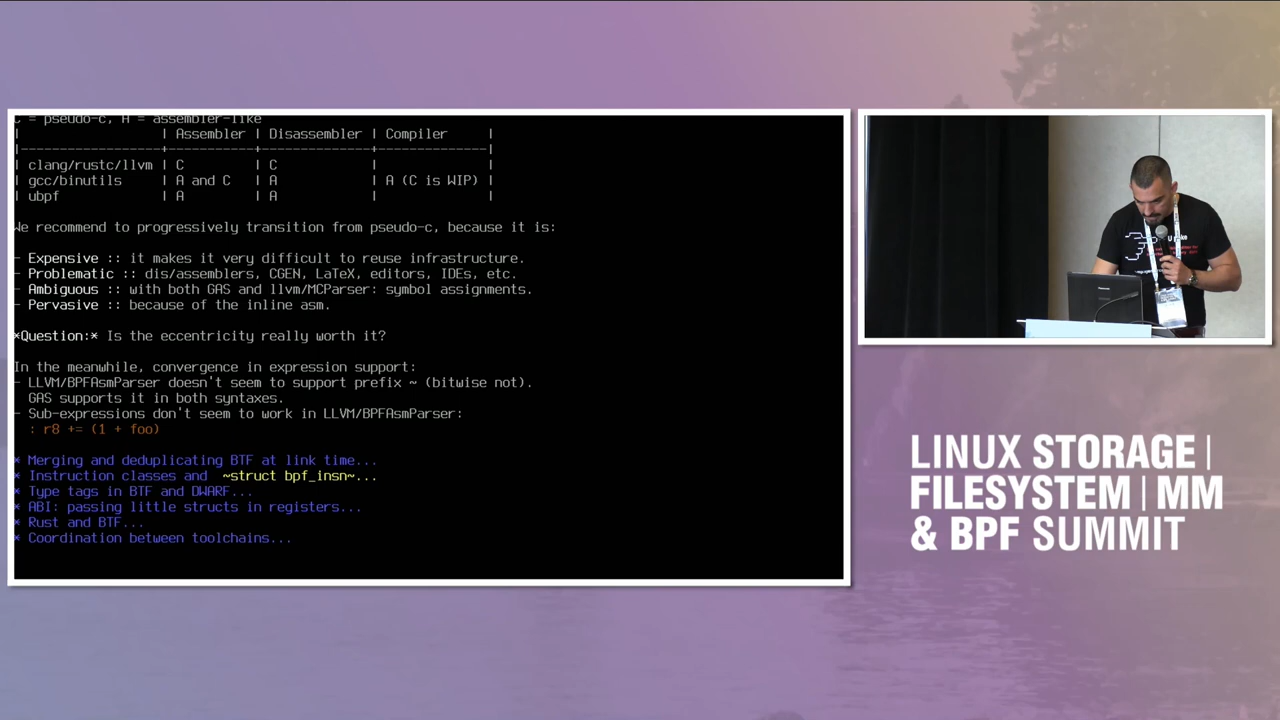 C = pseudo-c, A = assembler-like
| | Assembler | Disassembler | Compiler |
|------------------+-----------+--------------+--------------|
| clang/rustc/llvm | C | C | |
| gcc/binutils | A and C | A | A (C is WIP) |
| ubpf | A | A | |
We recommend to progressively transition from pseudo-c, because it is:
- Expensive :: it makes it very difficult to reuse infrastructure.
- Problematic :: dis/assemblers, CGEN, LaTeX, editors, IDEs, etc.
- Ambiguous :: with both GAS and llvm/MCParser: symbol assignments.
- Pervasive :: because of the inline asm.
*Question:* Is the eccentricity really worth it?
In the meanwhile, convergence in expression support:
- LLVM/BPFAsmParser doesn't seem to support prefix ~ (bitwise not).
GAS supports it in both syntaxes.
- Sub-expressions don't seem to work in LLVM/BPFAsmParser:
: r8 += (1 + foo)
* Merging and deduplicating BTF at link time...
* Instruction classes and ~struct bpf_insn~...
* Type tags in BTF and DWARF...
* ABI: passing little structs in registers...
* Rust and BTF...
* Coordination between toolchains...
LINUX STORAGE |
FILESYSTEM | MM
& BPF SUMMIT